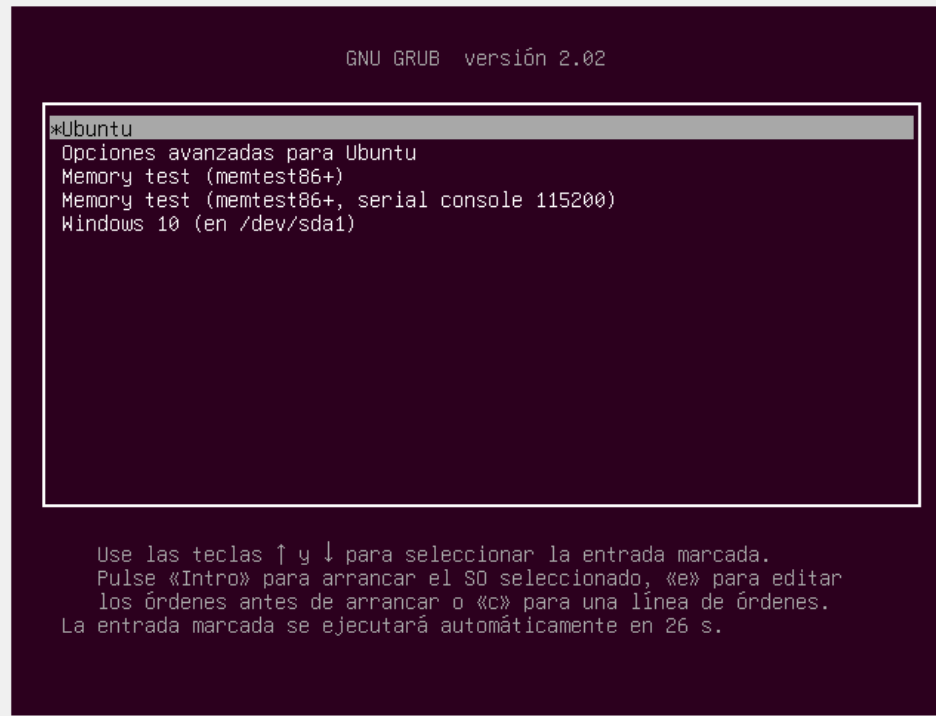 GNU GRUB versión 2.02
*Ubuntu
Opciones avanzadas para Ubuntu
Memory test (memtest86+)
Memory test (memtest86+, serial console 115200)
Windows 10 (en /dev/sda1)
Use las teclas ↑ y ↓ para seleccionar la entrada marcada.
Pulse «Intro» para arrancar el SO seleccionado, «e» para editar
los órdenes antes de arrancar o «c» para una línea de órdenes.
La entrada marcada se ejecutará automáticamente en 26 s.